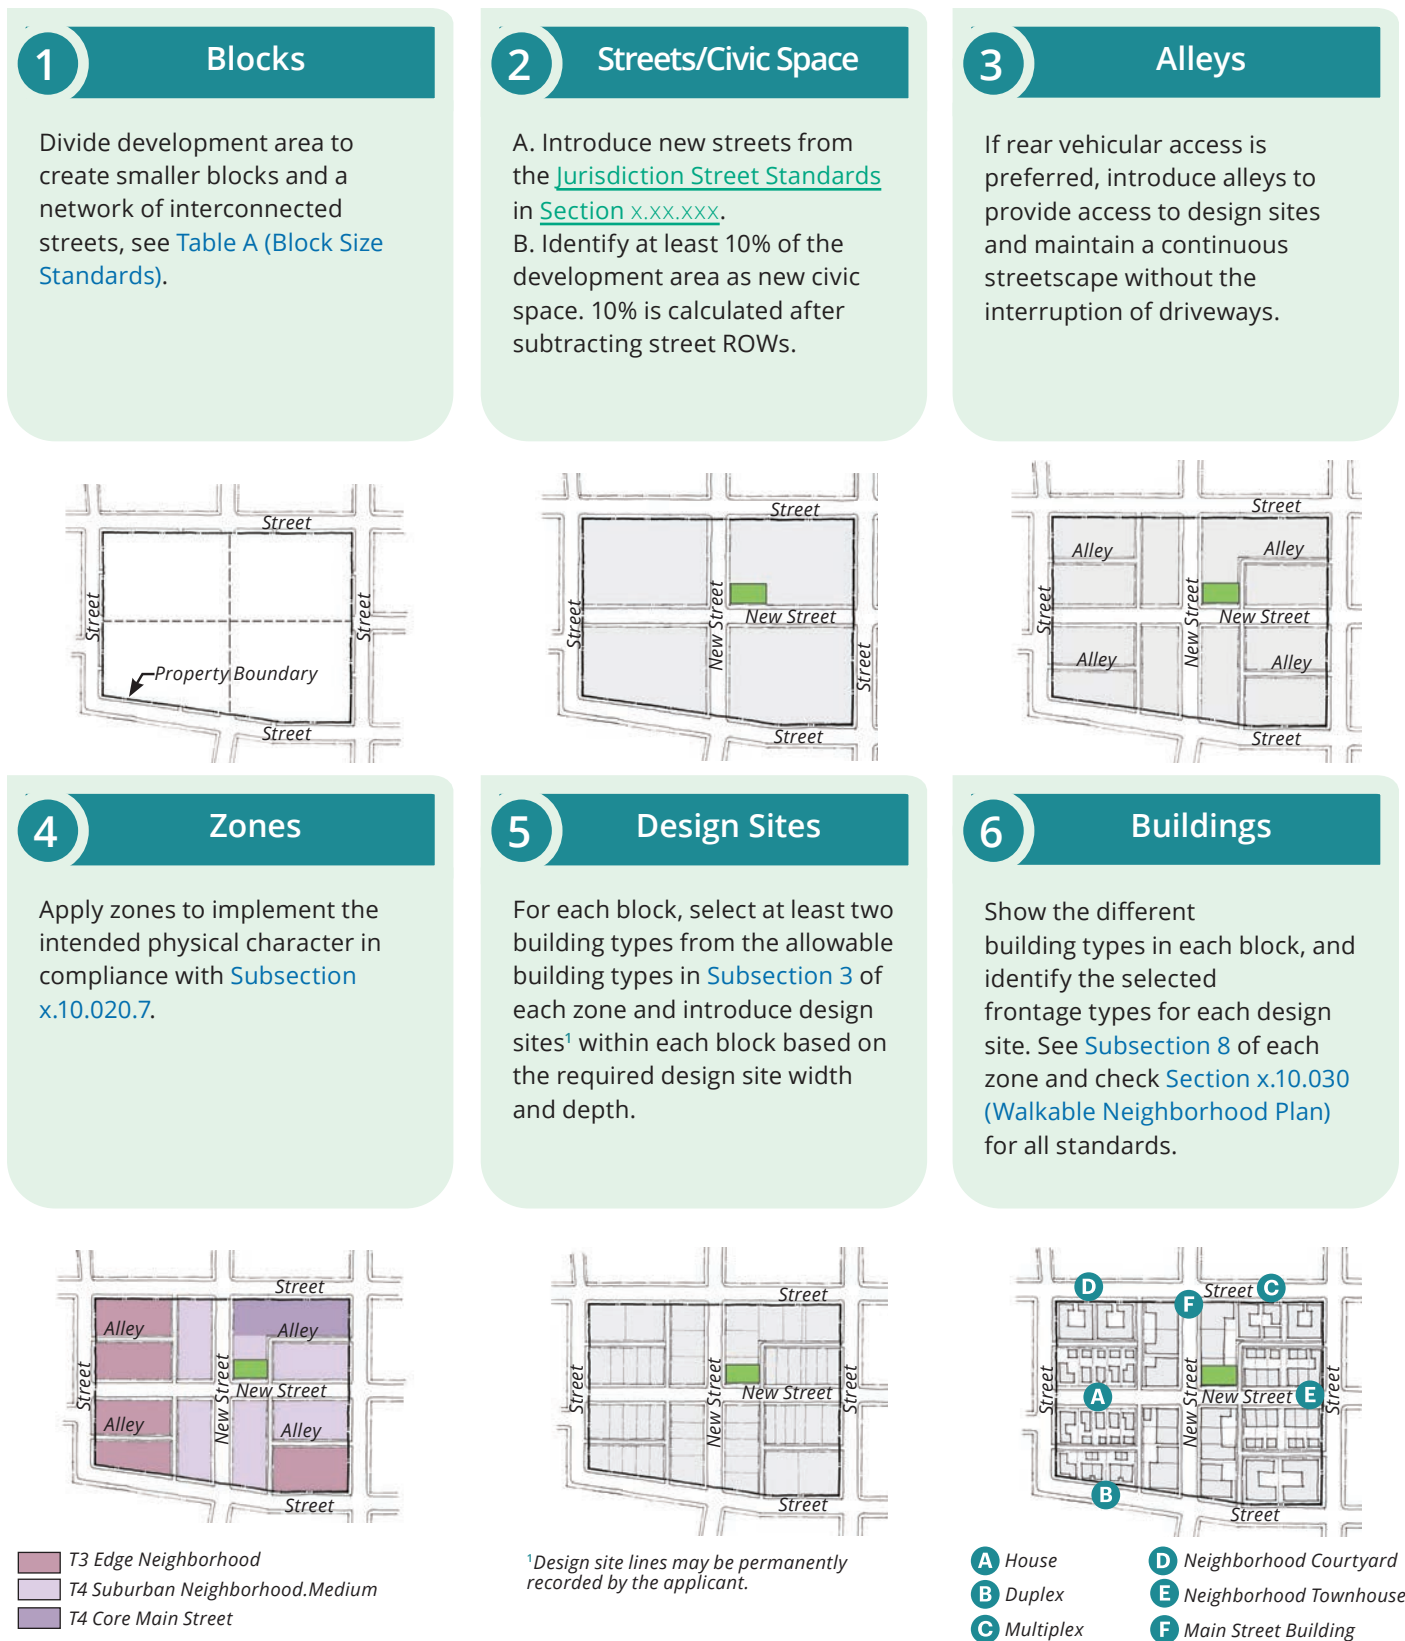 1
Blocks
Divide development area to
create smaller blocks and a
network of interconnected
streets, see Table A (Block Size
Standards).
2
Streets/Civic Space
A. Introduce new streets from
the Jurisdiction Street Standards
in Section x.xx.xxx.
B. Identify at least 10% of the
development area as new civic
space. 10% is calculated after
subtracting street ROWs.
3
Alleys
If rear vehicular access is
preferred, introduce alleys to
provide access to design sites
and maintain a continuous
streetscape without the
interruption of driveways.
Street
Street
Street
Property Boundary
Street
Street
Street
New Street
New Street
Street
Street
Street
Alley
Alley
Street
New Street
New Street
Alley
Alley
Street
4
Zones
Apply zones to implement the
intended physical character in
compliance with Subsection
x.10.020.7.
5
Design Sites
For each block, select at least two
building types from the allowable
building types in Subsection 3 of
each zone and introduce design
sites¹ within each block based on
the required design site width
and depth.
6
Buildings
Show the different
building types in each block, and
identify the selected
frontage types for each design
site. See Subsection 8 of each
zone and check Section x.10.030
(Walkable Neighborhood Plan)
for all standards.
Street
Alley
Alley
Street
New Street
New Street
Alley
Alley
Street
T3 Edge Neighborhood
T4 Suburban Neighborhood.Medium
T4 Core Main Street
Street
Street
New Street
New Street
Street
Street
¹Design site lines may be permanently
recorded by the applicant.
D
F
Street
C
Street
New Street
A
New Street
E
Street
B
Street
A House
B Duplex
C Multiplex
D Neighborhood Courtyard
E Neighborhood Townhouse
F Main Street Building